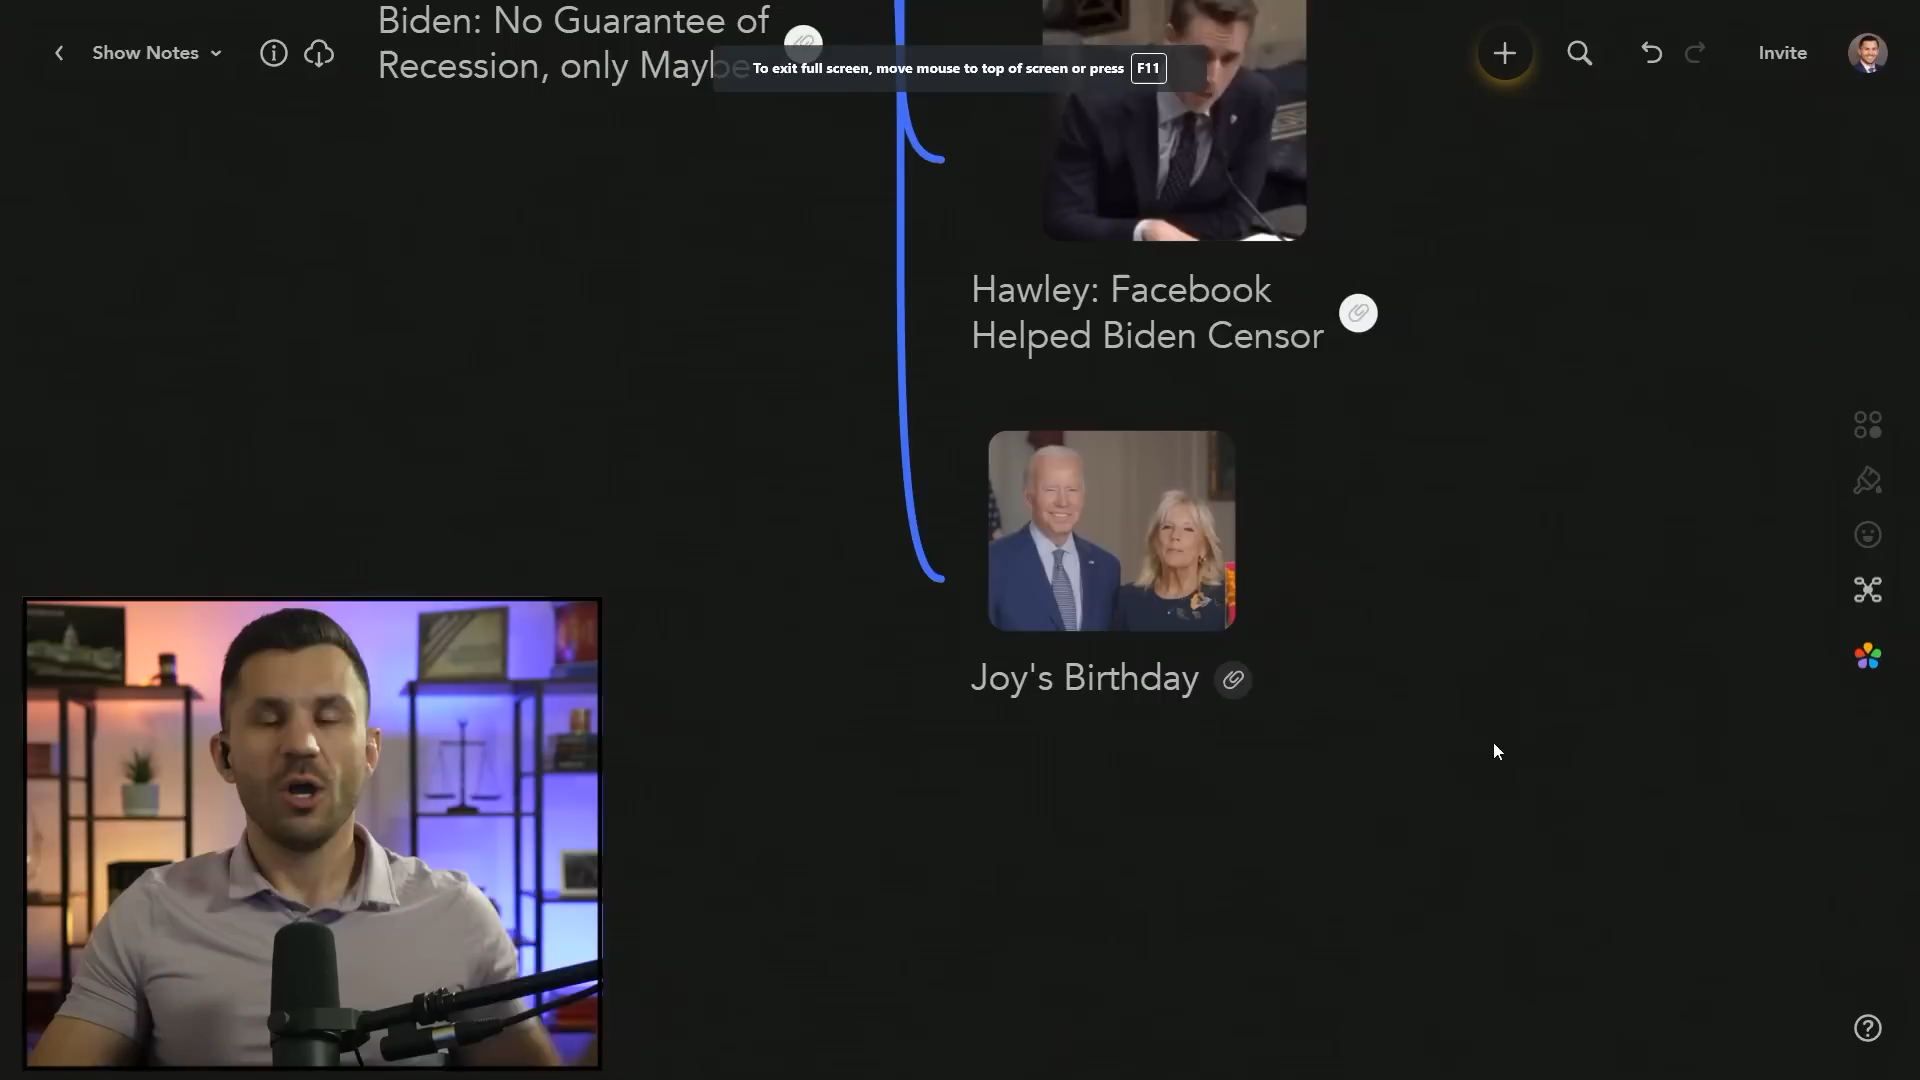 Show Notes
Biden: No Guarantee of
Recession, only Maybe
To exit full screen, move mouse to top of screen or press F11
Invite
Hawley: Facebook
Helped Biden Censor
Joy's Birthday